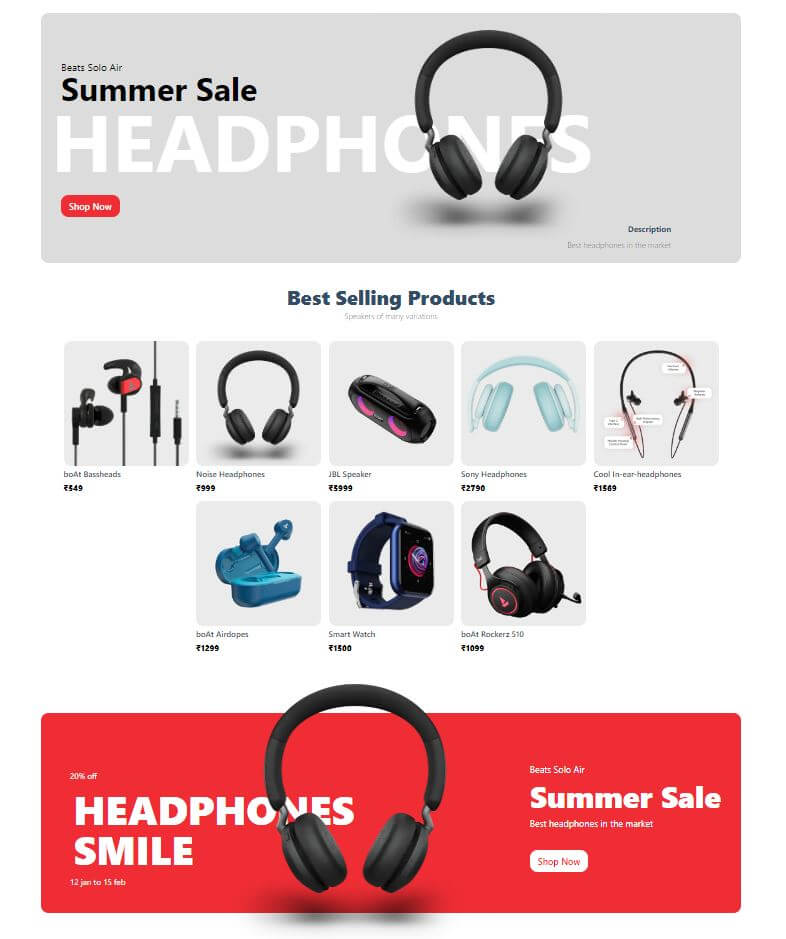 Beats Solo Air
Summer Sale
HEADPHONES
Shop Now
Description
Best headphones in the market
Best Selling Products
Speakers of many variations
boAt Bassheads
₹549
Noise Headphones
₹999
JBL Speaker
₹5999
Sony Headphones
₹2790
Cool In-ear-headphones
₹1569
boAt Airdopes
₹1299
Smart Watch
₹1500
boAt Rockerz 510
₹1099
20% off
HEADPHONES
SMILE
12 jan to 15 feb
Beats Solo Air
Summer Sale
Best headphones in the market
Shop Now